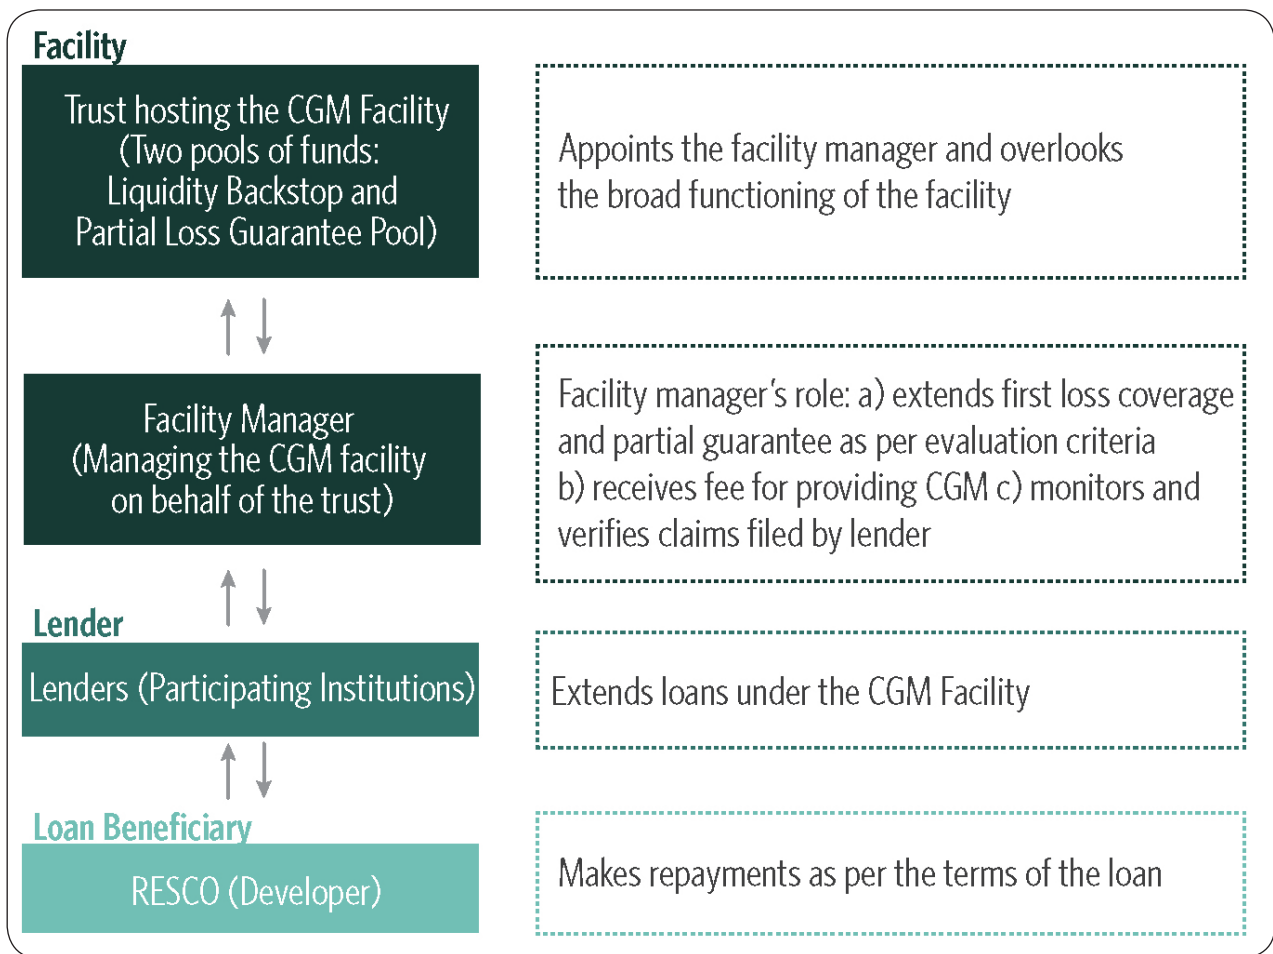 Facility
Trust hosting the CGM Facility
(Two pools of funds:
Liquidity Backstop and
Partial Loss Guarantee Pool)
Appoints the facility manager and overlooks
the broad functioning of the facility
Facility Manager
(Managing the CGM facility
on behalf of the trust)
Facility manager’s role: a) extends first loss coverage
and partial guarantee as per evaluation criteria
b) receives fee for providing CGM c) monitors and
verifies claims filed by lender
Lender
Lenders (Participating Institutions)
Extends loans under the CGM Facility
Loan Beneficiary
RESCO (Developer)
Makes repayments as per the terms of the loan